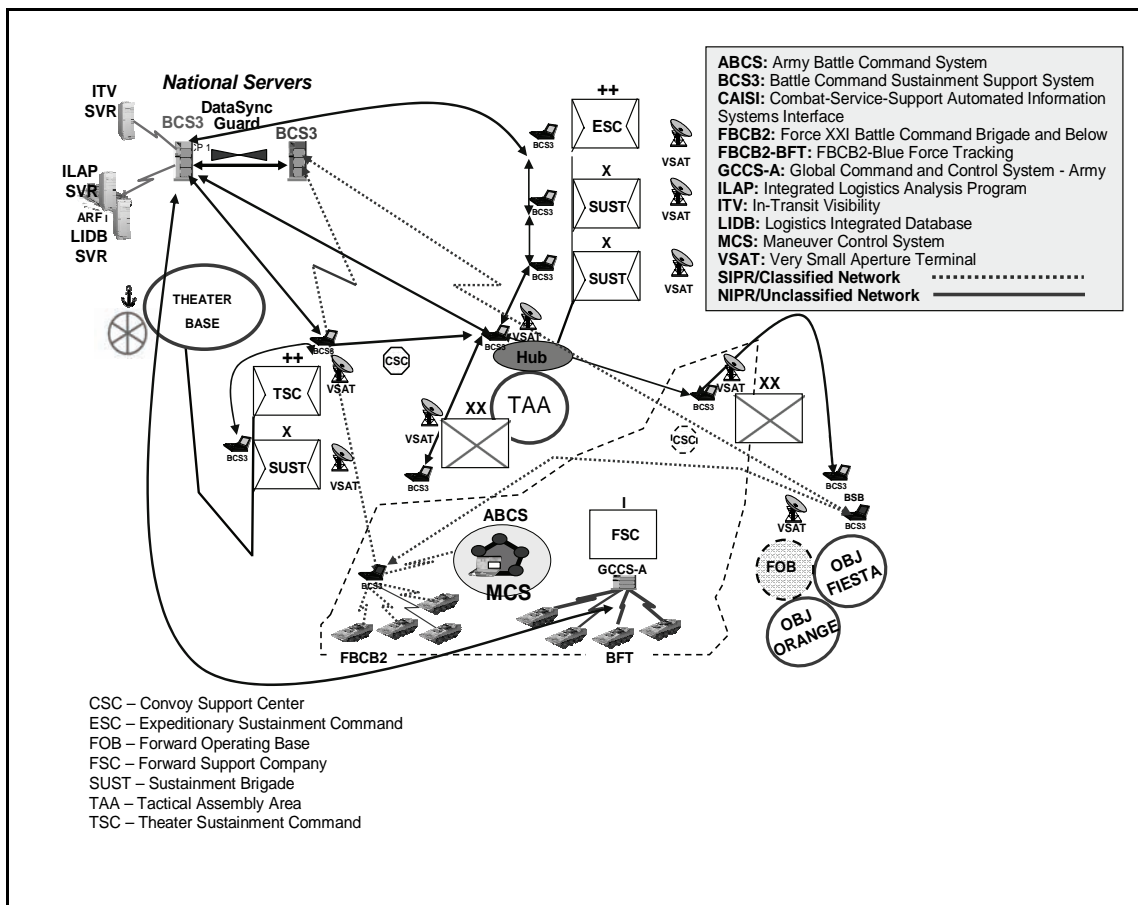 National Servers
ITV
SVR
DataSync
Guard
BCS3
BCS3
ILAP
SVR
LIDB
SVR
THEATER
BASE
++
ESC
BCS3
VSAT
X
SUST
BCS3
VSAT
X
SUST
BCS3
VSAT
ABCS: Army Battle Command System
BCS3: Battle Command Sustainment Support System
CAISI: Combat-Service-Support Automated Information
Systems Interface
FBCB2: Force XXI Battle Command Brigade and Below
FBCB2-BFT: FBCB2-Blue Force Tracking
GCCS-A: Global Command and Control System - Army
ILAP: Integrated Logistics Analysis Program
ITV: In-Transit Visibility
LIDB: Logistics Integrated Database
MCS: Maneuver Control System
VSAT: Very Small Aperture Terminal
SIPR/Classified Network
NIPR/Unclassified Network
BCS3
VSAT
Hub
TAA
BCS3
++
TSC
VSAT
CSC
X
SUST
BCS3
VSAT
XX
VSAT
BCS3
VSAT
BCS3
XX
CSC
BCS3
BSB
BCS3
VSAT
FOB
OBJ
FIESTA
OBJ
ORANGE
ABCS
MCS
BCS3
I
FSC
GCCS-A
FBCB2
BFT
CSC – Convoy Support Center
ESC – Expeditionary Sustainment Command
FOB – Forward Operating Base
FSC – Forward Support Company
SUST – Sustainment Brigade
TAA – Tactical Assembly Area
TSC – Theater Sustainment Command